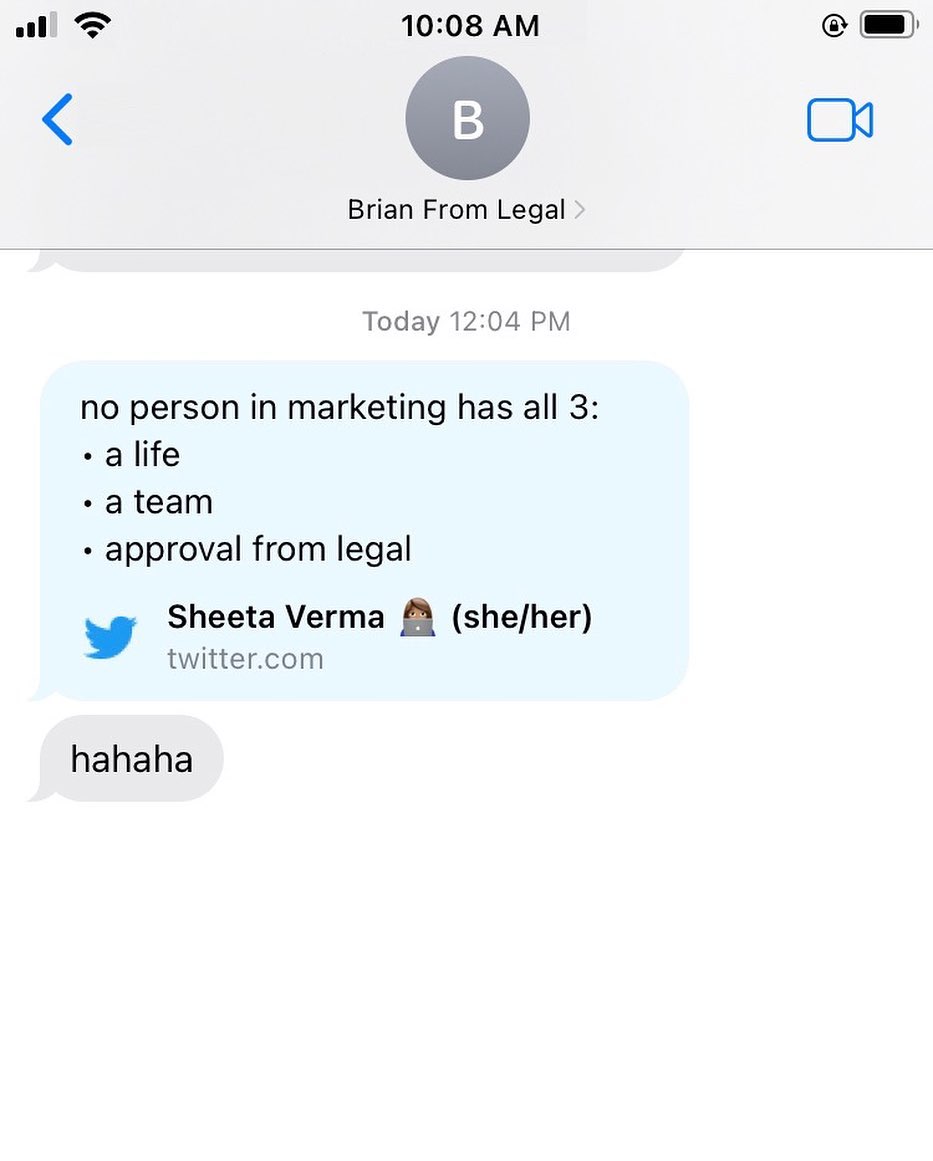 10:08 AM
B
Brian From Legal
Today 12:04 PM
no person in marketing has all 3:
• a life
• a team
• approval from legal
Sheeta Verma 👩🏽‍💻 (she/her)
twitter.com
hahaha